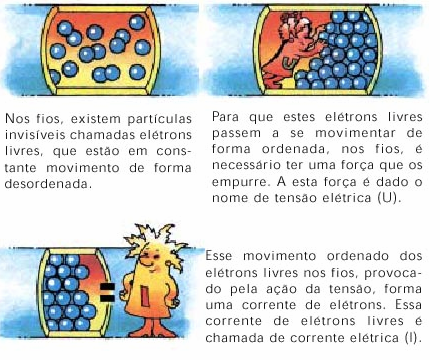 Nos fios, existem partículas
invisíveis chamadas elétrons
livres, que estão em cons-
tante movimento de forma
desordenada.
Para que estes elétrons livres
passem a se movimentar de
forma ordenada, nos fios, é
necessário ter uma força que os
empurre. A esta força é dado o
nome de tensão elétrica (U).
Esse movimento ordenado dos
elétrons livres nos fios, provoca-
do pela ação da tensão, forma
uma corrente de elétrons. Essa
corrente de elétrons livres é
chamada de corrente elétrica (I).